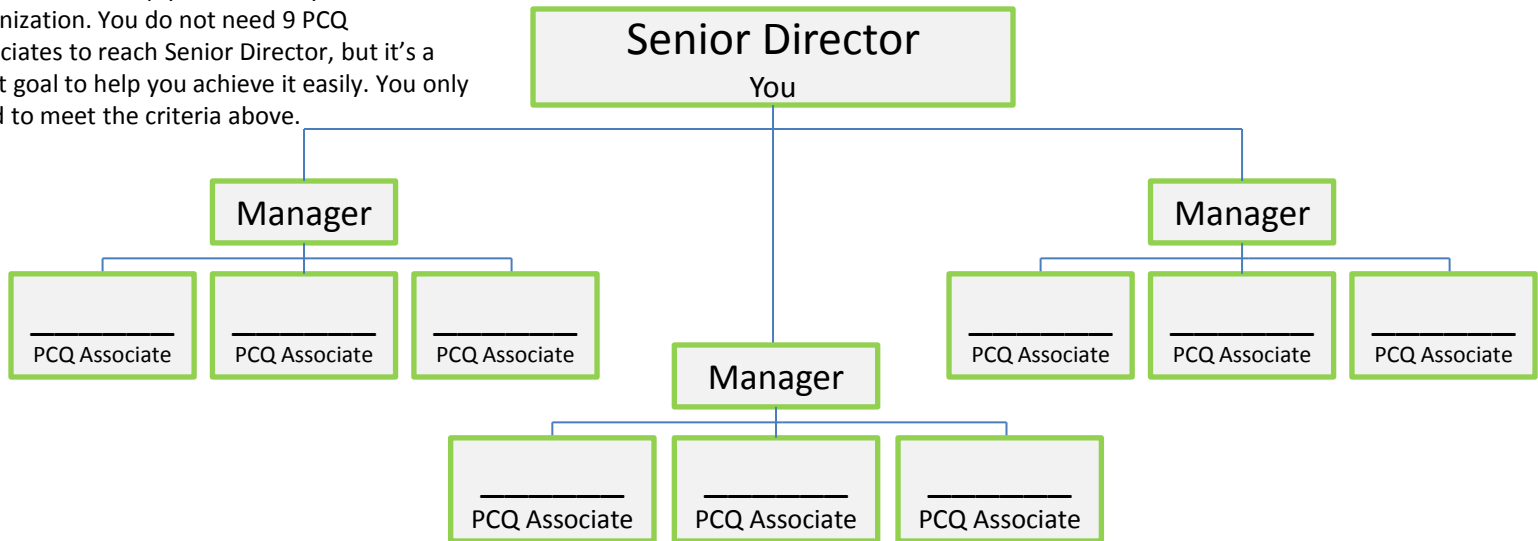 nization. You do not need 9 PCQ
ciates to reach Senior Director, but it's a
t goal to help you achieve it easily. You only
d to meet the criteria above.
Senior Director
You
Manager
Manager
PCQ Associate
PCQ Associate
PCQ Associate
PCQ Associate
PCQ Associate
PCQ Associate
Manager
PCQ Associate
PCQ Associate
PCQ Associate